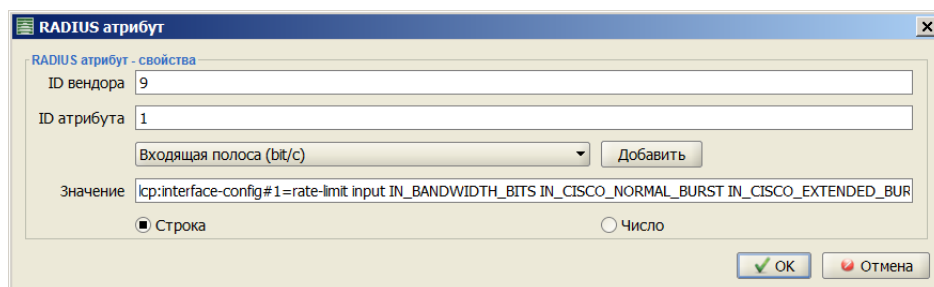 RADIUS атрибут
RADIUS атрибут - свойства
ID вендора 9
ID атрибута 1
Входящая полоса (bit/c) Добавить
Значение lcp:interface-config#1=rate-limit input IN_BANDWIDTH_BITS IN_CISCO_NORMAL_BURST IN_CISCO_EXTENDED_BUR
Строка Число
OK Отмена